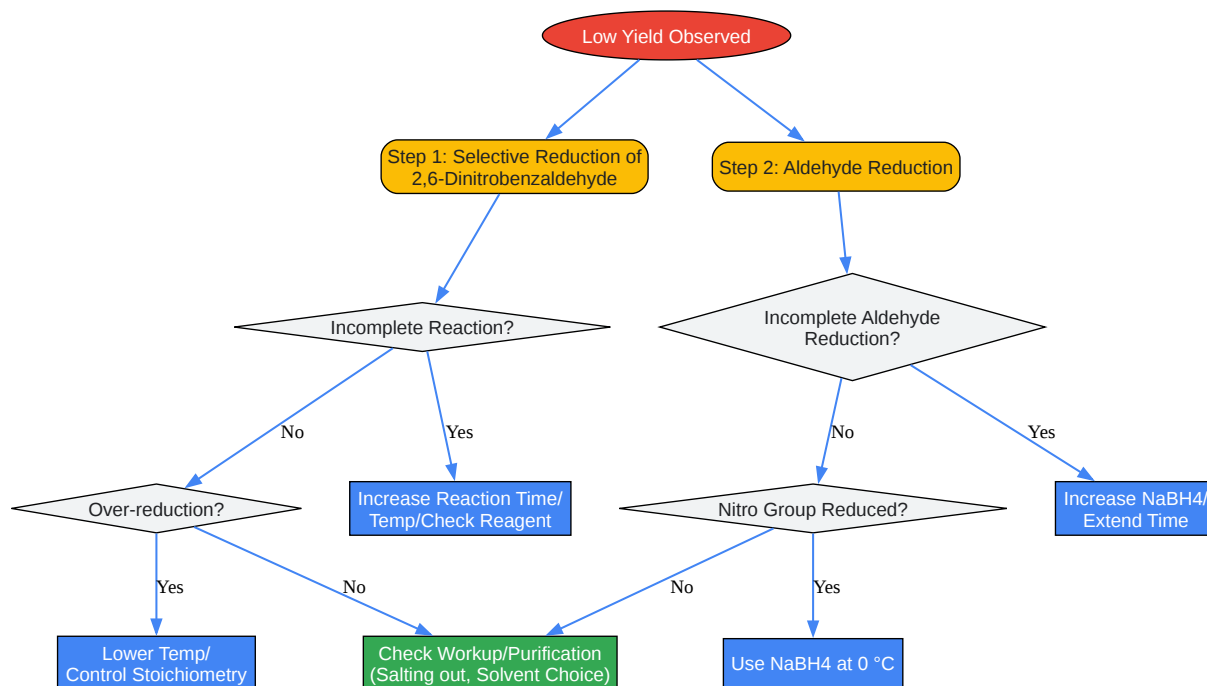 Low Yield Observed
Step 1: Selective Reduction of
2,6-Dinitrobenzaldehyde
Step 2: Aldehyde Reduction
Incomplete Reaction?
Incomplete Aldehyde
Reduction?
No
Yes
No
Yes
Over-reduction?
Increase Reaction Time/
Temp/Check Reagent
Nitro Group Reduced?
Increase NaBH4/
Extend Time
Yes
No
No
Yes
Lower Temp/
Control Stoichiometry
Check Workup/Purification
(Salting out, Solvent Choice)
Use NaBH4 at 0 °C